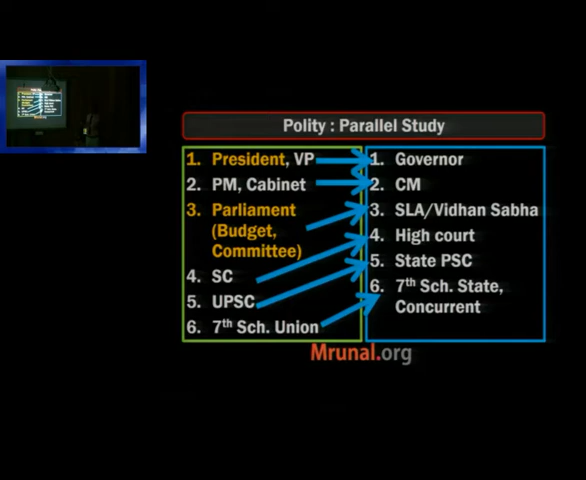 Polity : Parallel Study
1. President, VP
2. PM, Cabinet
3. Parliament
(Budget,
Committee)
4. SC
5. UPSC
6. 7th Sch. Union
1. Governor
2. CM
3. SLA/Vidhan Sabha
4. High court
5. State PSC
6. 7th Sch. State,
Concurrent
Mrunal.org